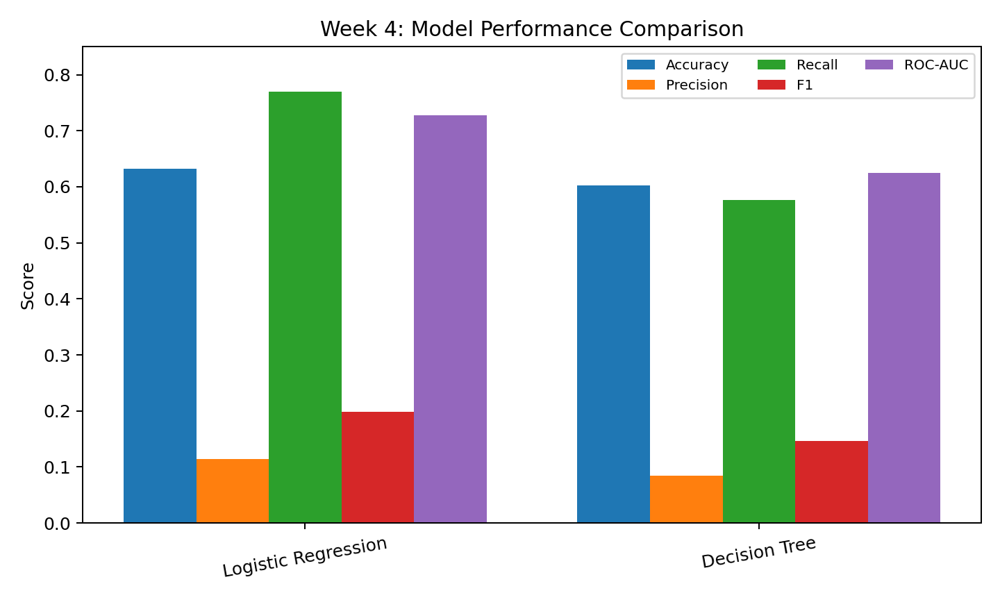 Week 4: Model Performance Comparison
Accuracy Recall ROC-AUC
Precision F1
0.8
0.7
0.6
0.5
0.4
0.3
0.2
0.1
0.0
Score
Logistic Regression
Decision Tree